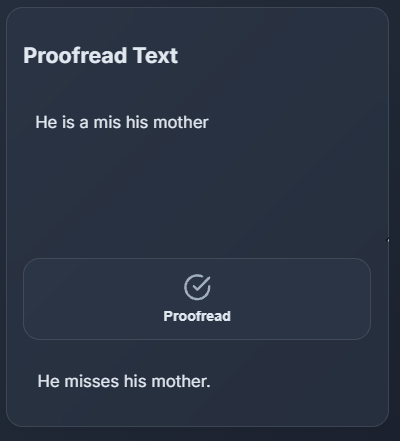 Proofread Text
He is a mis his mother
Proofread
He misses his mother.